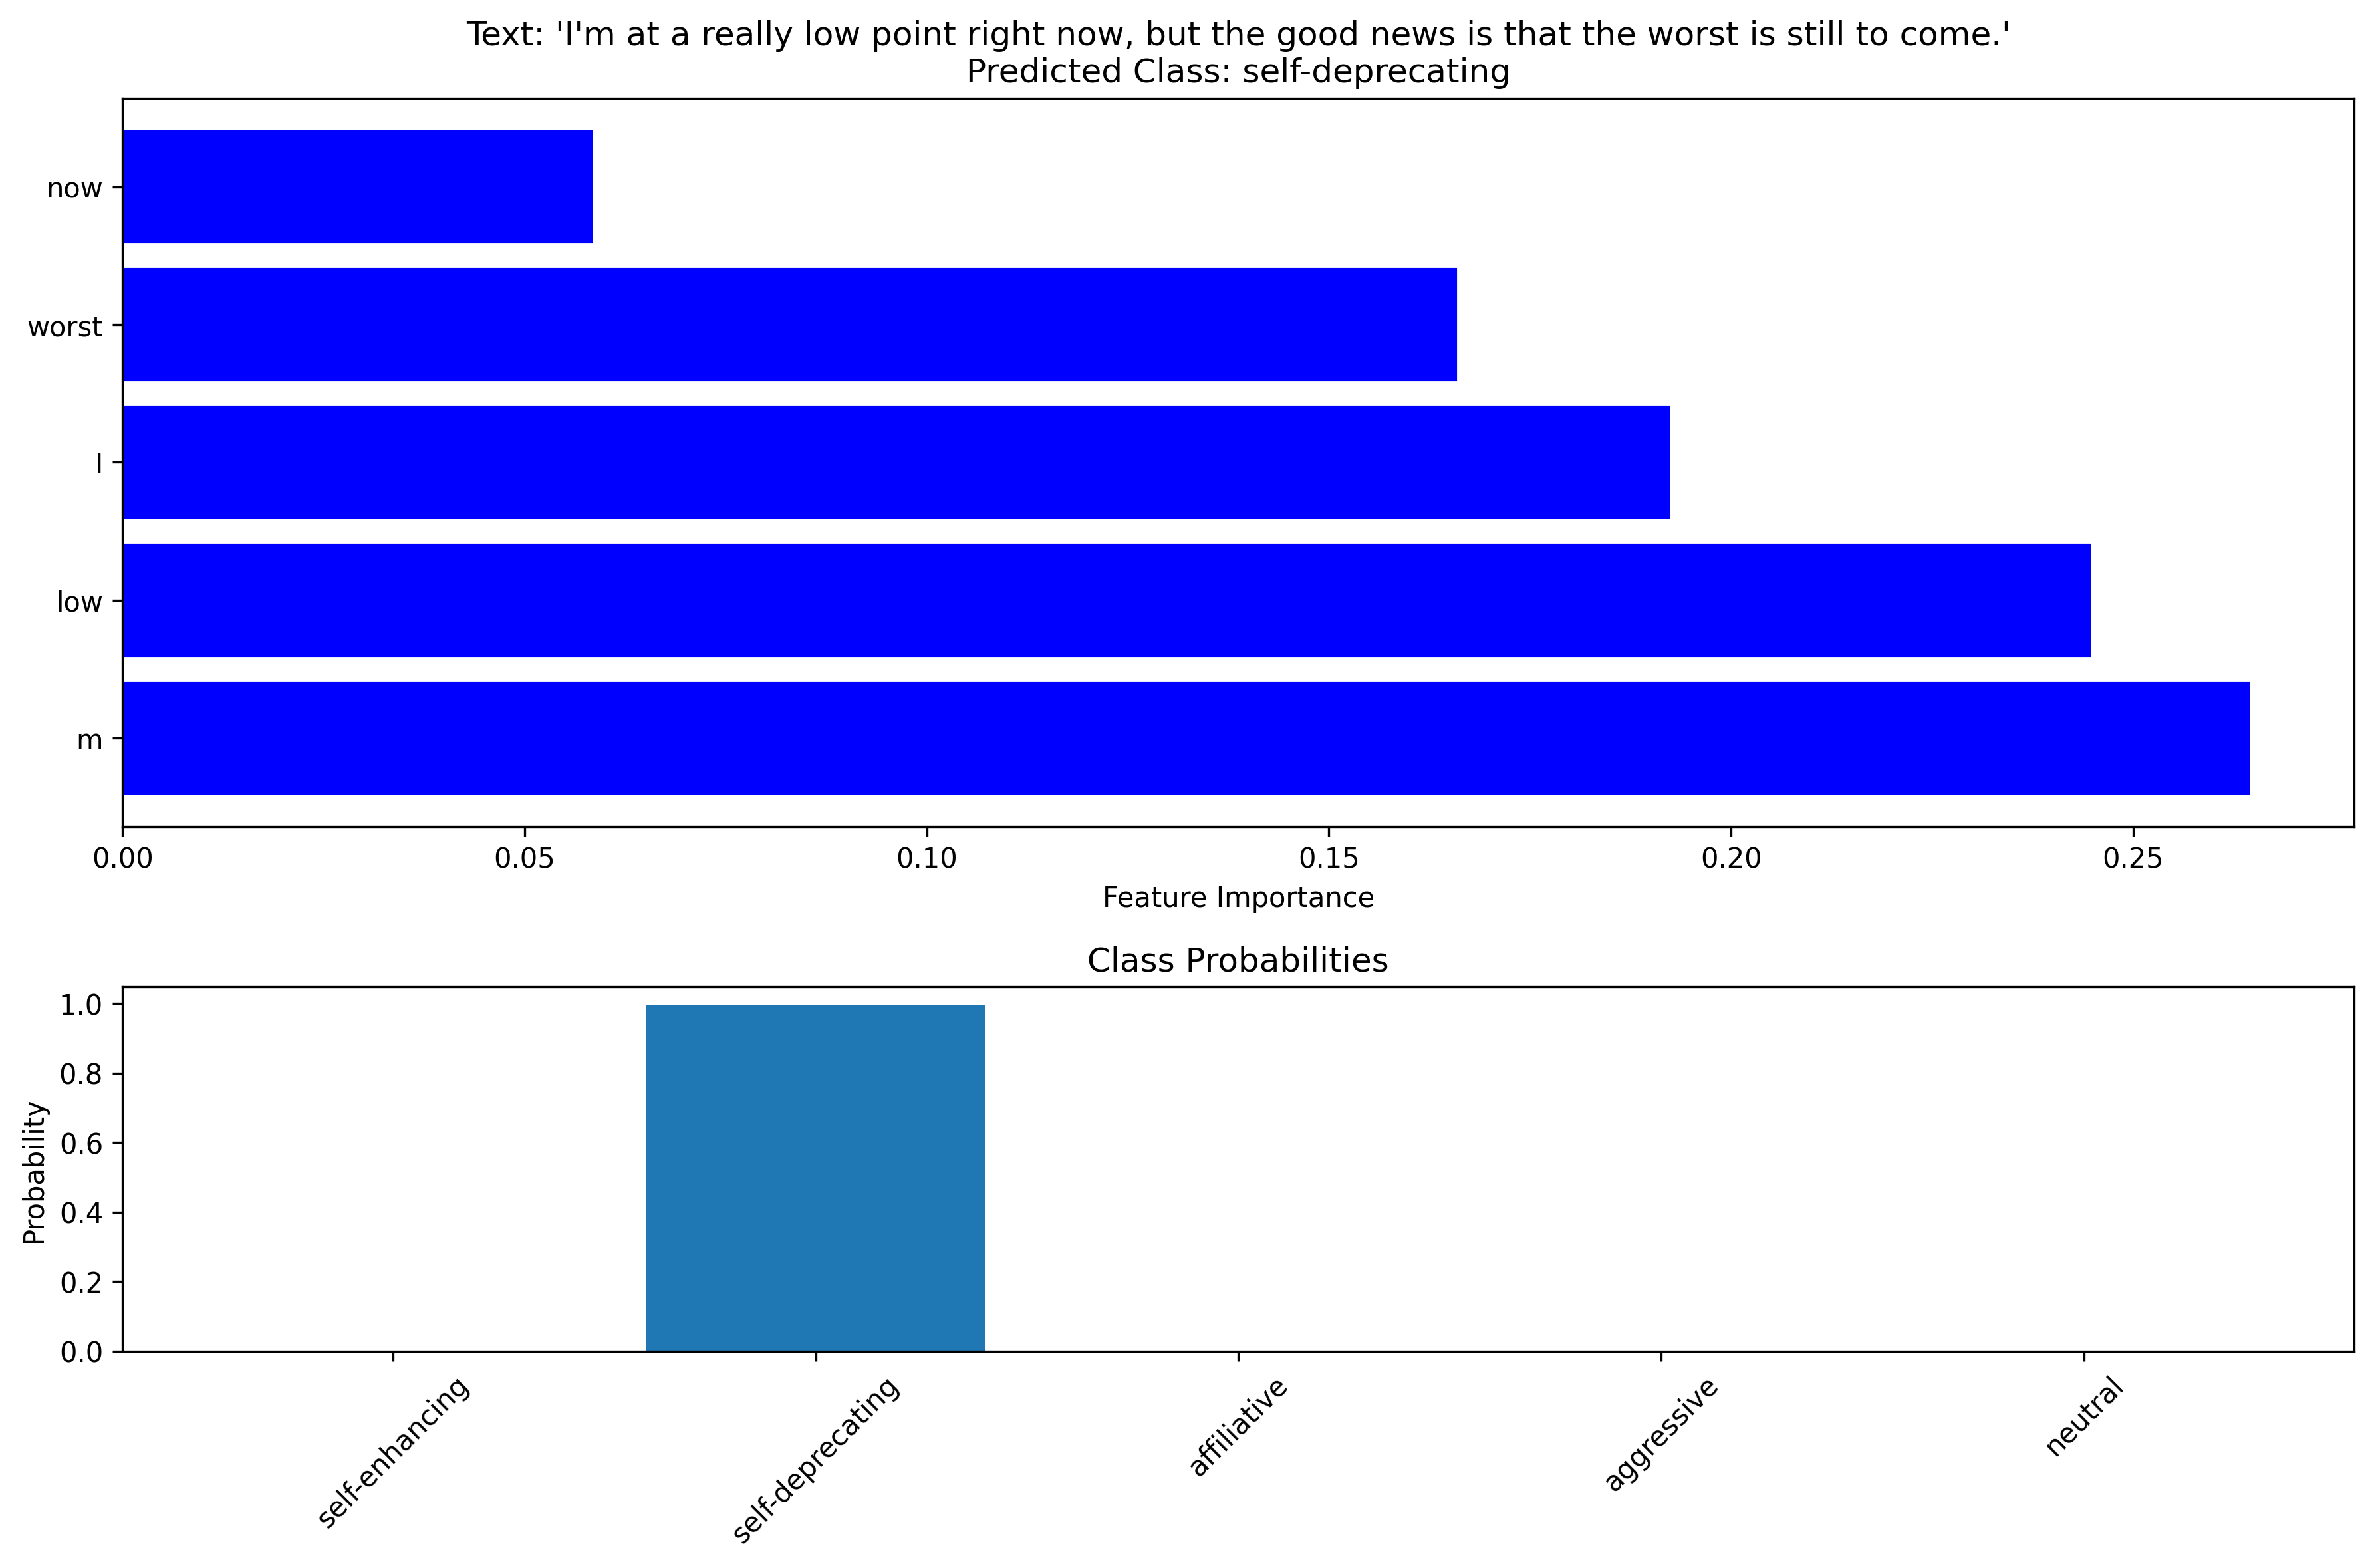 Text: 'I'm at a really low point right now, but the good news is that the worst is still to come.'
Predicted Class: self-deprecating
now
worst
I
low
m
0.00 0.05 0.10 0.15 0.20 0.25
Feature Importance
Class Probabilities
1.0
0.8
0.6
0.4
0.2
0.0
Probability
self-enhancing
self-deprecating
affiliative
aggressive
neutral